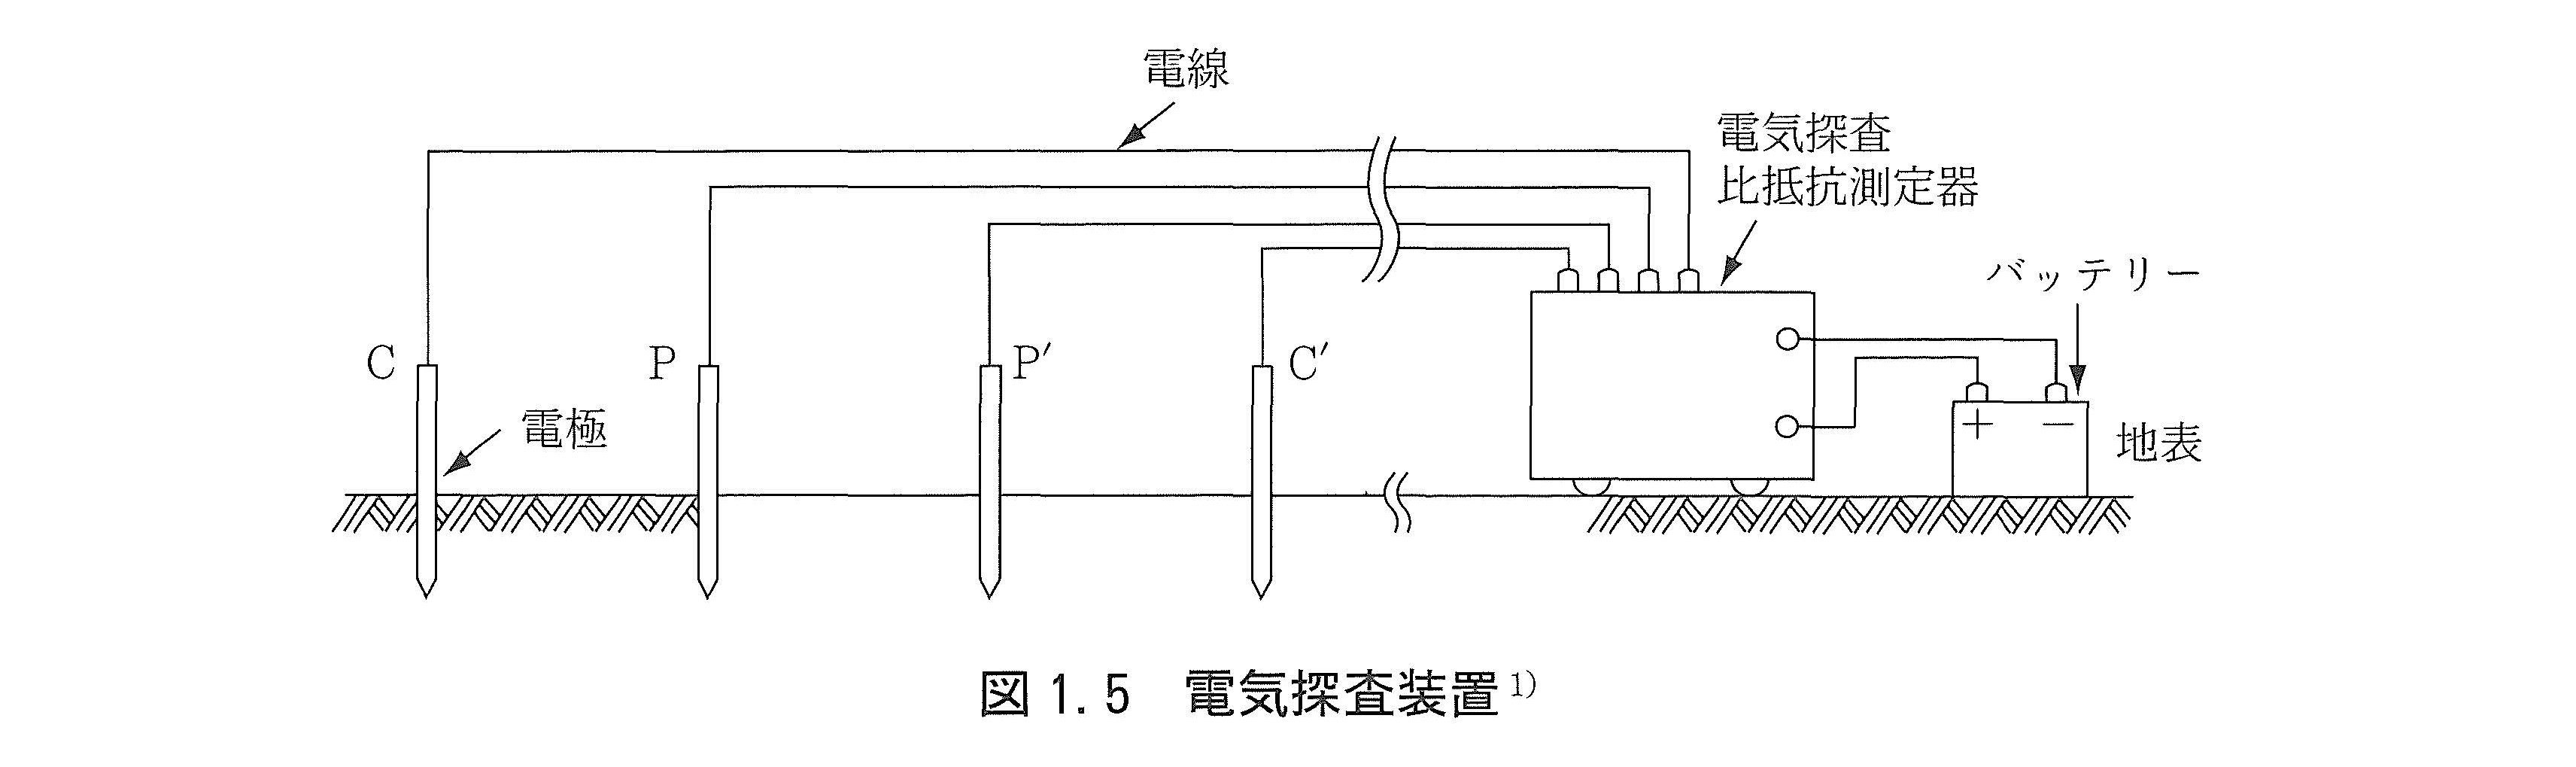 電線
電気探査
比抵抗測定器
バッテリー
C
P
P′
C′
電極
+ −
地表
図 1.5 電気探査装置1)